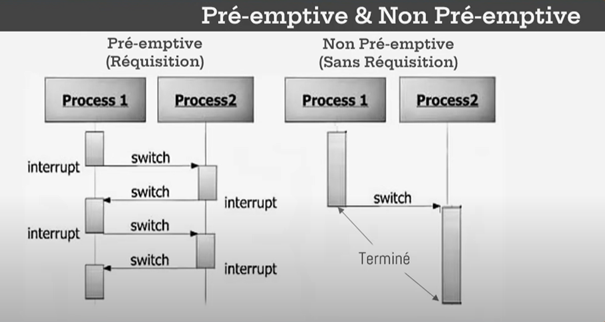 Pré-emptive & Non Pré-emptive
Pré-emptive
(Réquisition)
Process 1
Process2
interrupt
switch
switch
interrupt
interrupt
switch
switch
interrupt
Non Pré-emptive
(Sans Réquisition)
Process 1
Process2
switch
Terminé